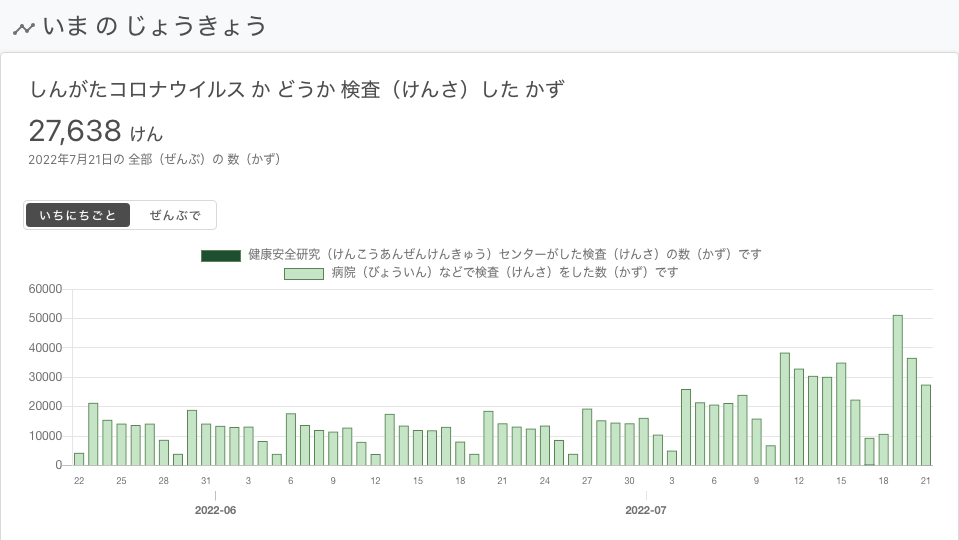 いま の じょうきょう
しんがたコロナウイルス か どうか 検査（けんさ）した かず
27,638 けん
2022年7月21日の 全部（ぜんぶ）の 数（かず）
いちにちごと ぜんぶで
健康安全研究（けんこうあんぜんけんきゅう）センターがした検査（けんさ）の数（かず）です
病院（びょういん）などで検査（けんさ）をした数（かず）です
60000
50000
40000
30000
20000
10000
0
22 25 28 31 3 6 9 12 15 18 21 24 27 30 3 6 9 12 15 18 21
2022-06 2022-07